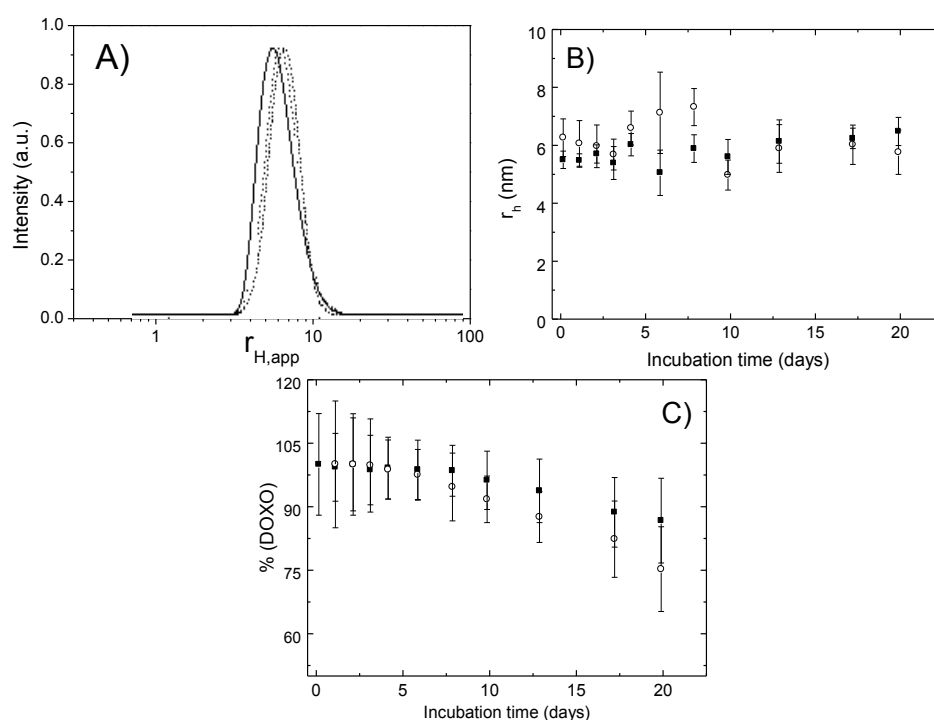 A)
Intensity (a.u.)
1.0
0.8
0.6
0.4
0.2
0.0
1 10 100
r_H,app
B)
r_h (nm)
10
8
6
4
2
0
0 5 10 15 20
Incubation time (days)
C)
% (DOXO)
120
105
90
75
60
0 5 10 15 20
Incubation time (days)